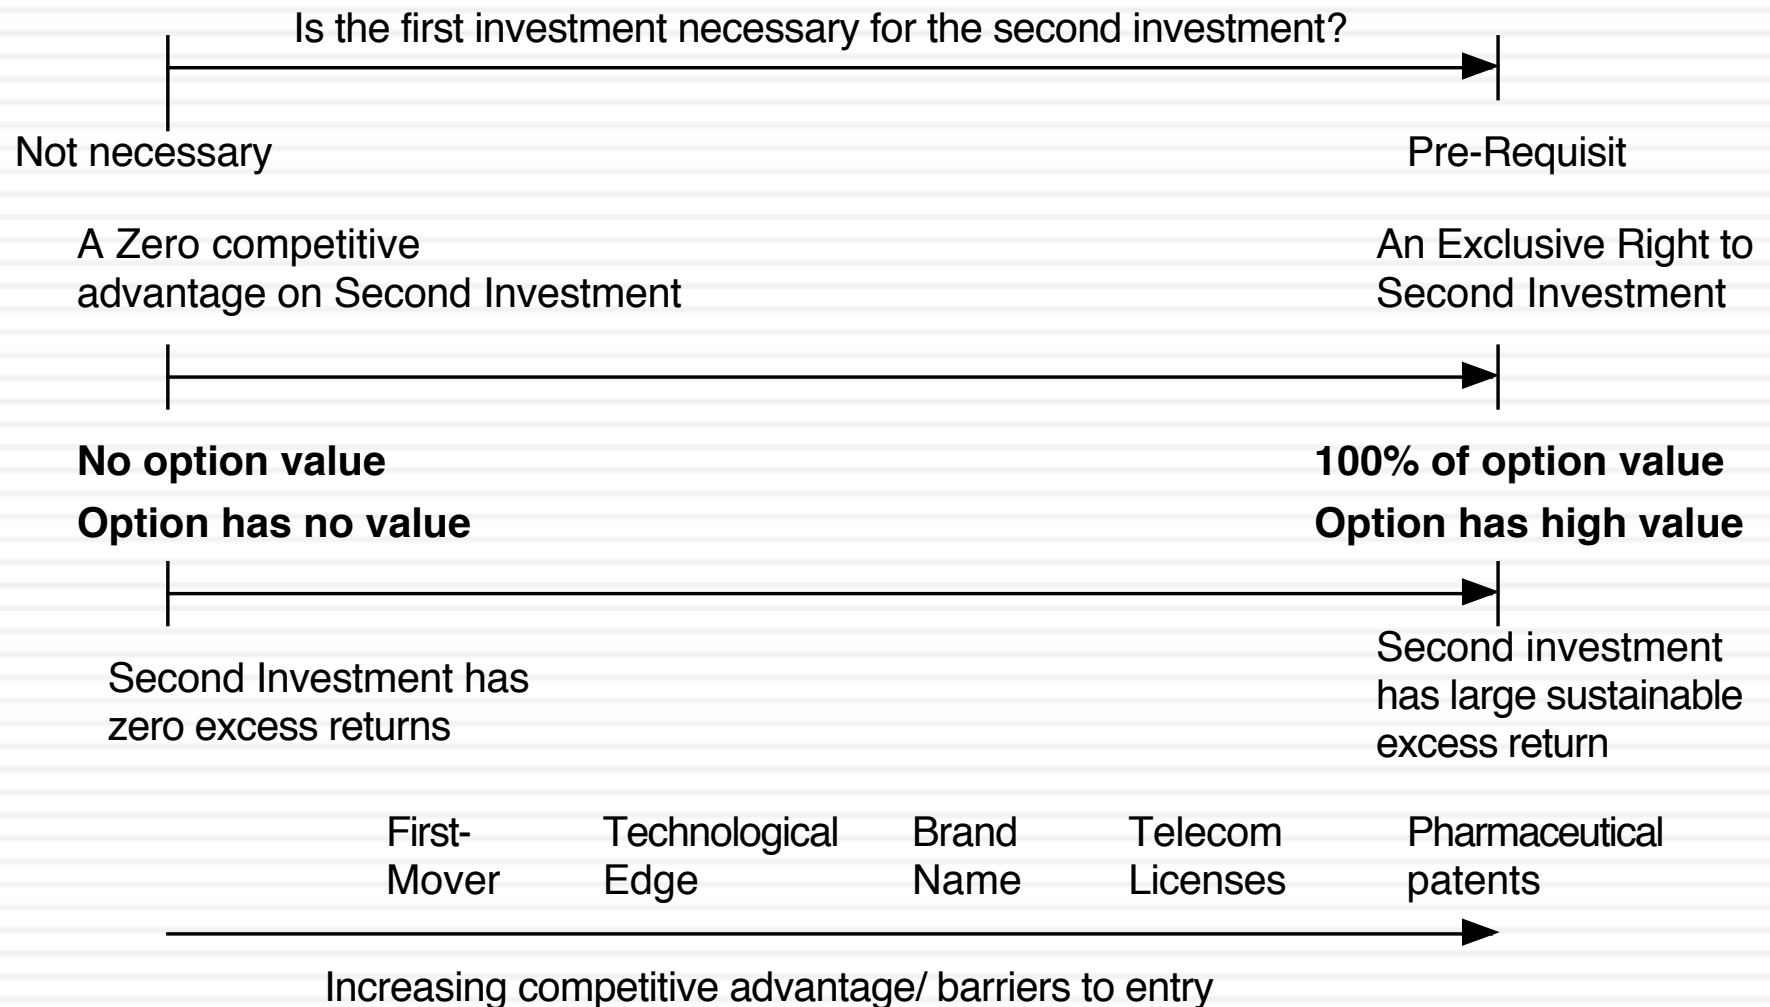 Is the first investment necessary for the second investment?
Not necessary
Pre-Requisit
A Zero competitive
advantage on Second Investment
An Exclusive Right to
Second Investment
No option value
Option has no value
100% of option value
Option has high value
Second Investment has
zero excess returns
Second investment
has large sustainable
excess return
First-
Mover
Technological
Edge
Brand
Name
Telecom
Licenses
Pharmaceutical
patents
Increasing competitive advantage/ barriers to entry